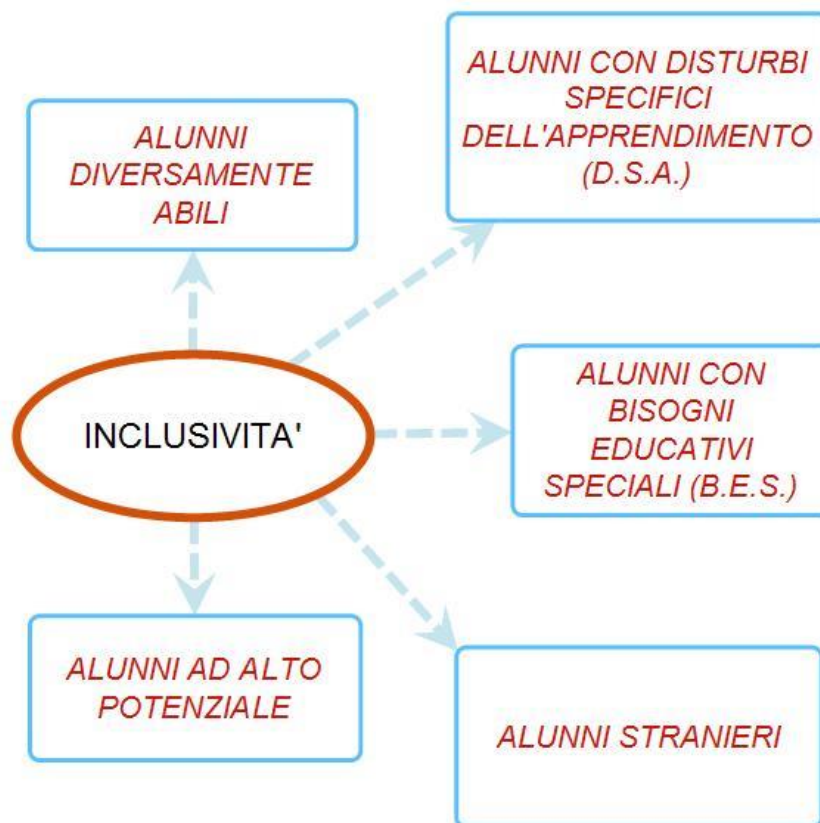 ALUNNI
DIVERSAMENTE
ABILI
ALUNNI CON DISTURBI
SPECIFICI
DELL'APPRENDIMENTO
(D.S.A.)
INCLUSIVITA'
ALUNNI CON
BISOGNI
EDUCATIVI
SPECIALI (B.E.S.)
ALUNNI AD ALTO
POTENZIALE
ALUNNI STRANIERI